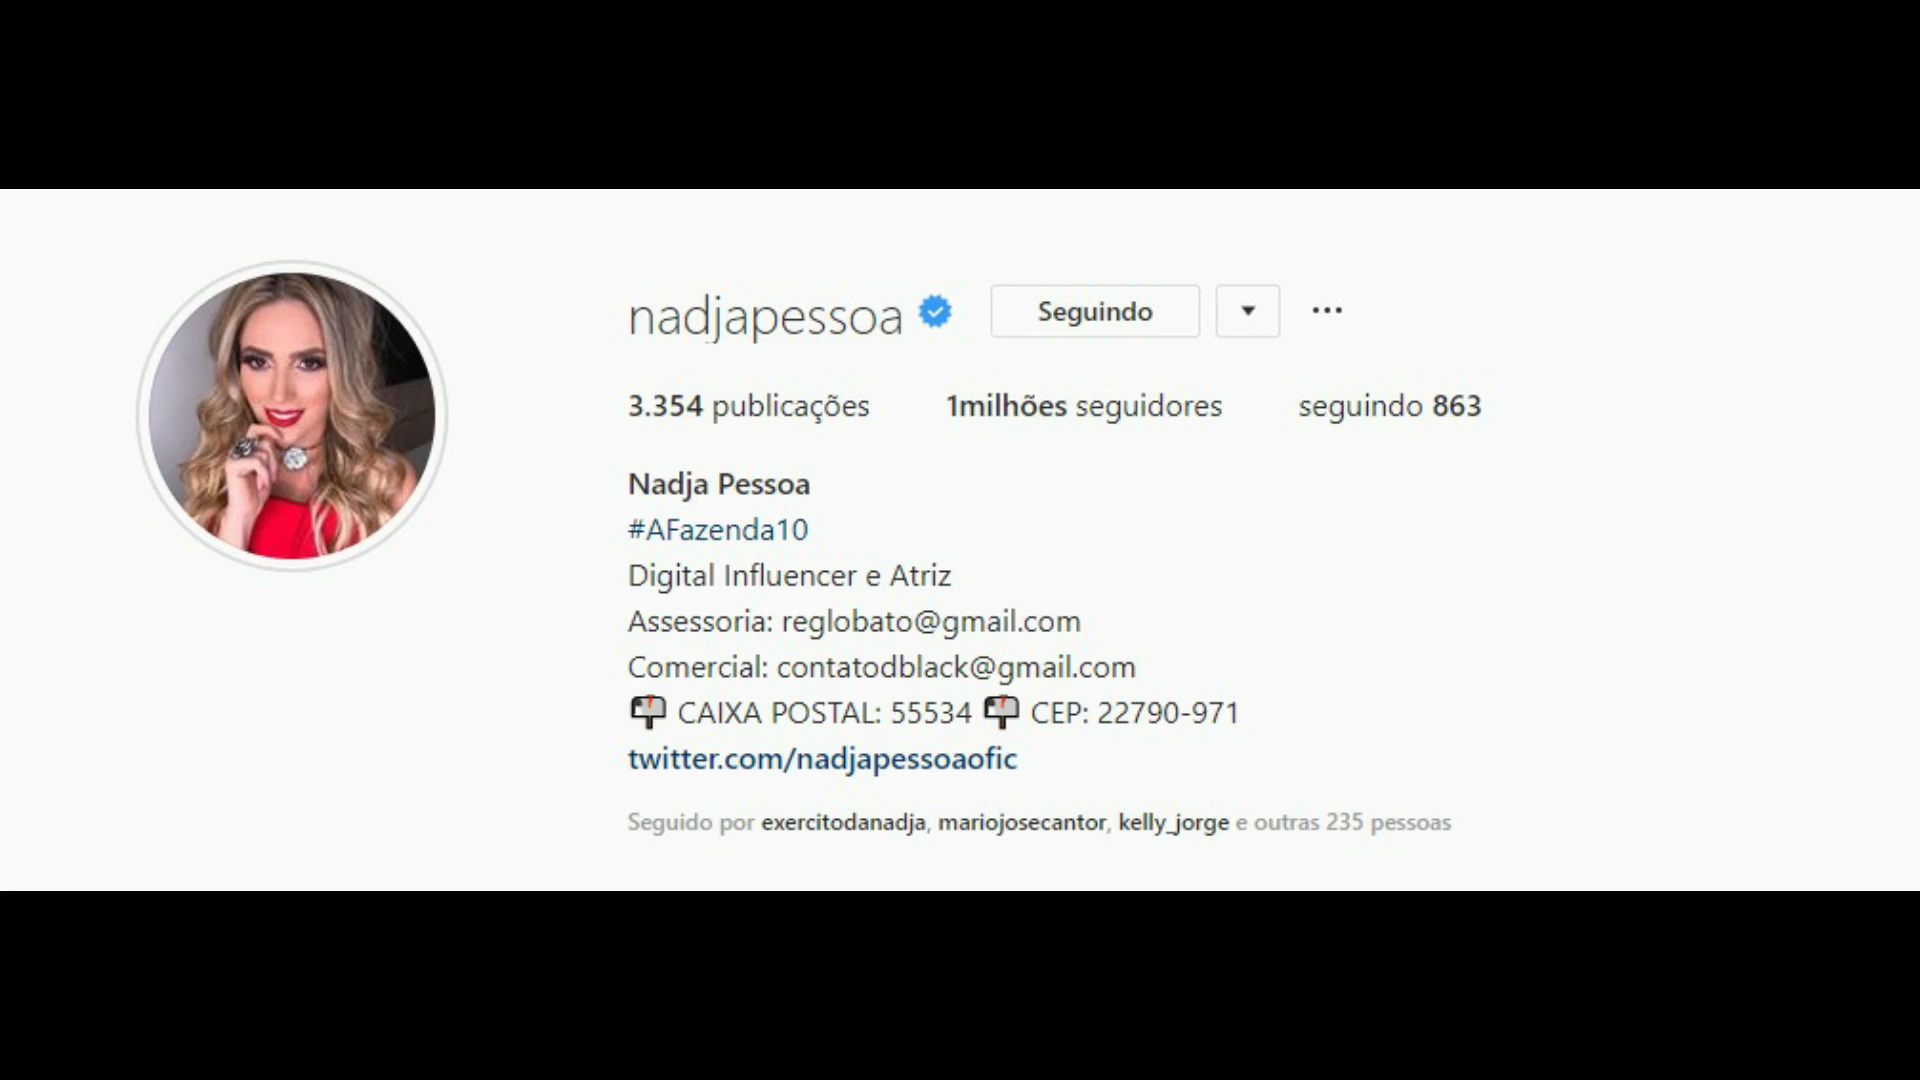 nadjapessoa Seguindo
3.354 publicações 1milhões seguidores seguindo 863
Nadja Pessoa
#AFazenda10
Digital Influencer e Atriz
Assessoria: reglobato@gmail.com
Comercial: contatodblack@gmail.com
📬 CAIXA POSTAL: 55534 📬 CEP: 22790-971
twitter.com/nadjapessoaofic
Seguido por exercitodanadja, mariojosecantor, kelly_jorge e outras 235 pessoas